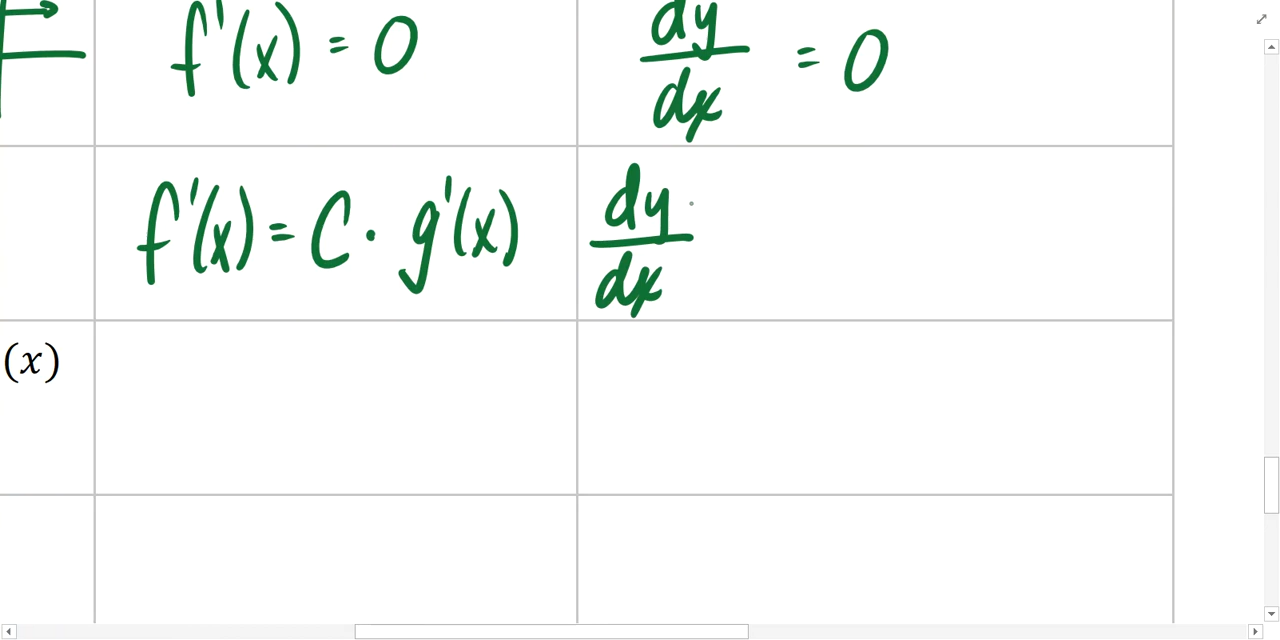 f'(x) = 0
dy/dx = 0
f'(x) = C · g'(x)
dy/dx
(x)